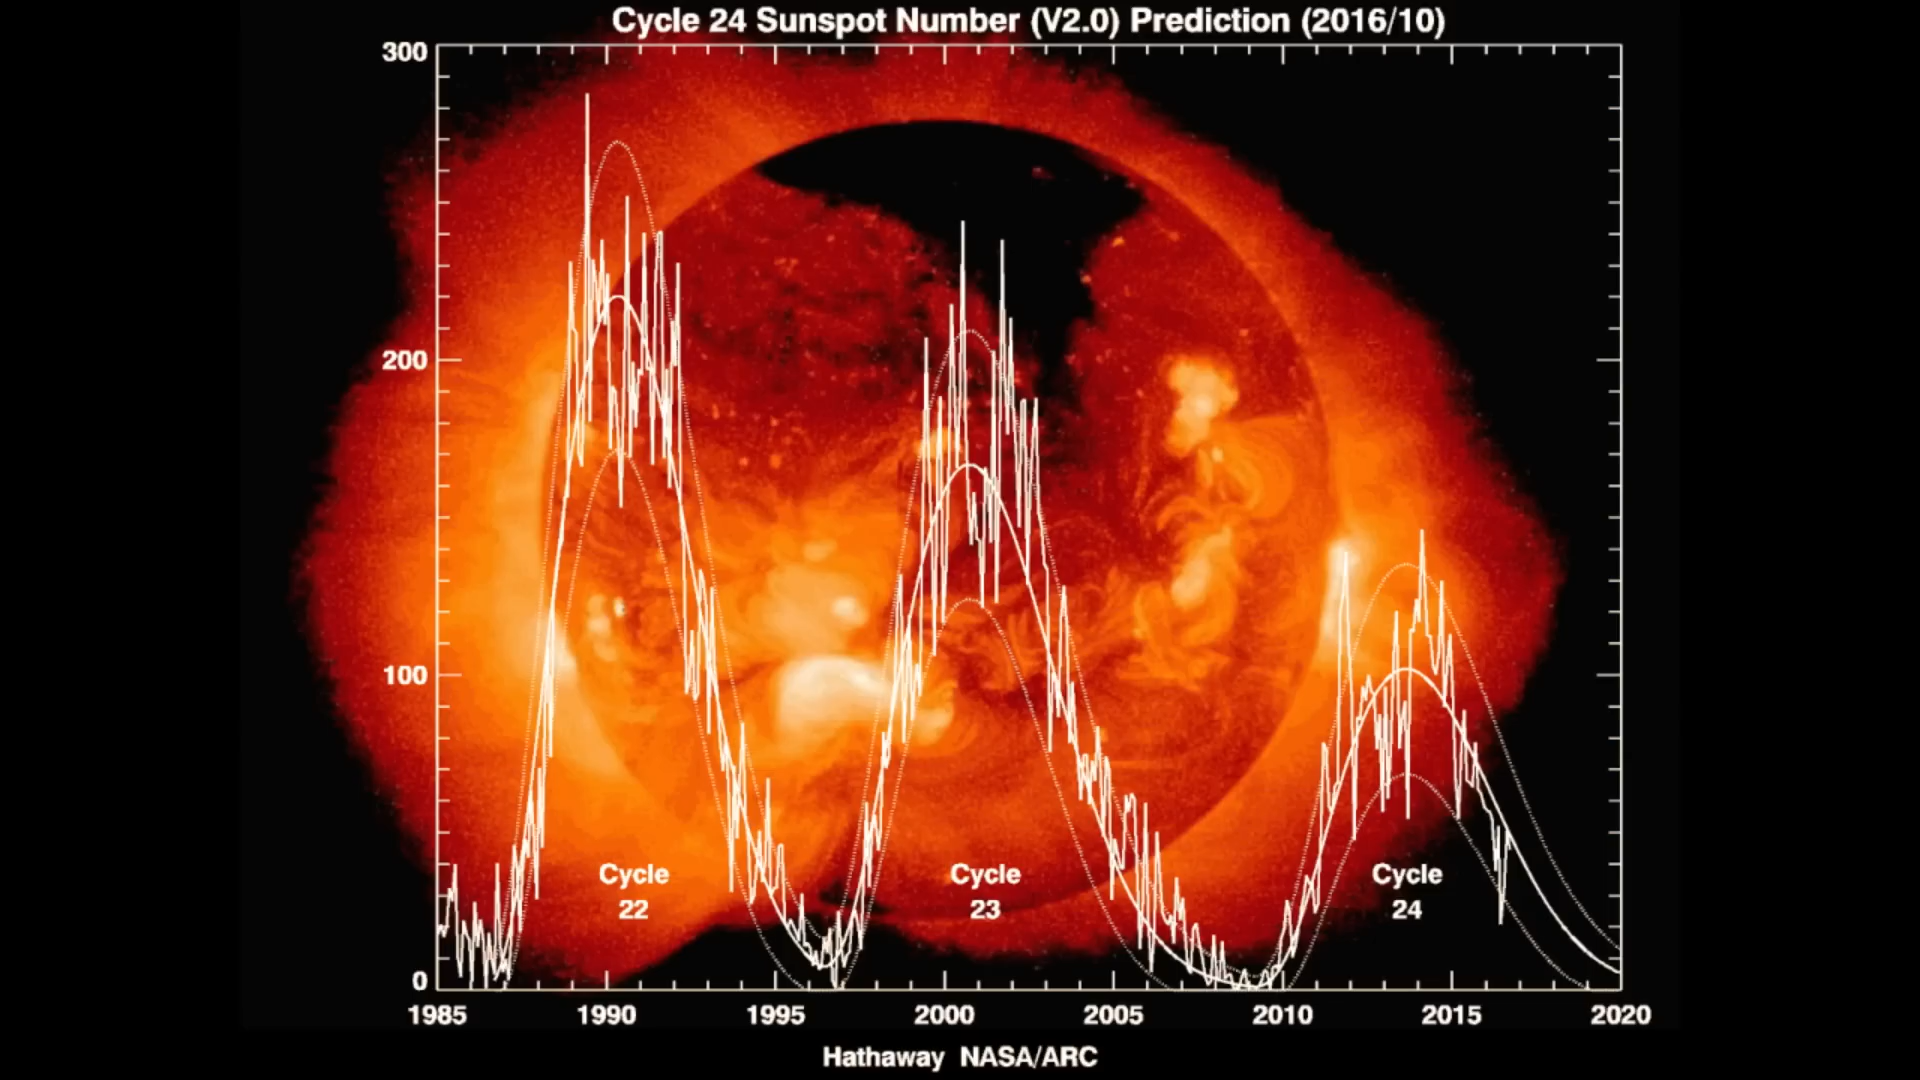 Cycle 24 Sunspot Number (V2.0) Prediction (2016/10)
300
200
100
0
Cycle
22
Cycle
23
Cycle
24
1985 1990 1995 2000 2005 2010 2015 2020
Hathaway NASA/ARC